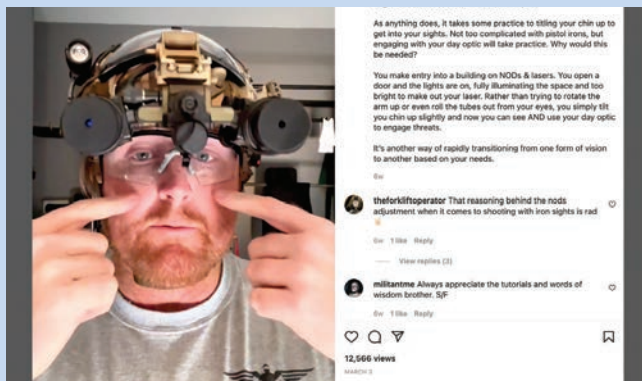 As anything does, it takes some practice to titling your chin up to
get into your sights. Not too complicated with pistol irons, but
engaging with your day optic will take practice. Why would this
be needed?
You make entry into a building on NODs & lasers. You open a
door and the lights are on, fully illuminating the space and too
bright to make out your laser. Rather than trying to rotate the
arm up or even roll the tubes out from your eyes, you simply tilt
you chin up slightly and now you can see AND use your day optic
to engage threats.
It's another way of rapidly transitioning from one form of vision
to another based on your needs.
6w
theforkliftoperator That reasoning behind the nods
adjustment when it comes to shooting with iron sights is rad
6w 1 like Reply
View replies (3)
militantme Always appreciate the tutorials and words of
wisdom brother. S/F
6w 1 like Reply
12,566 views